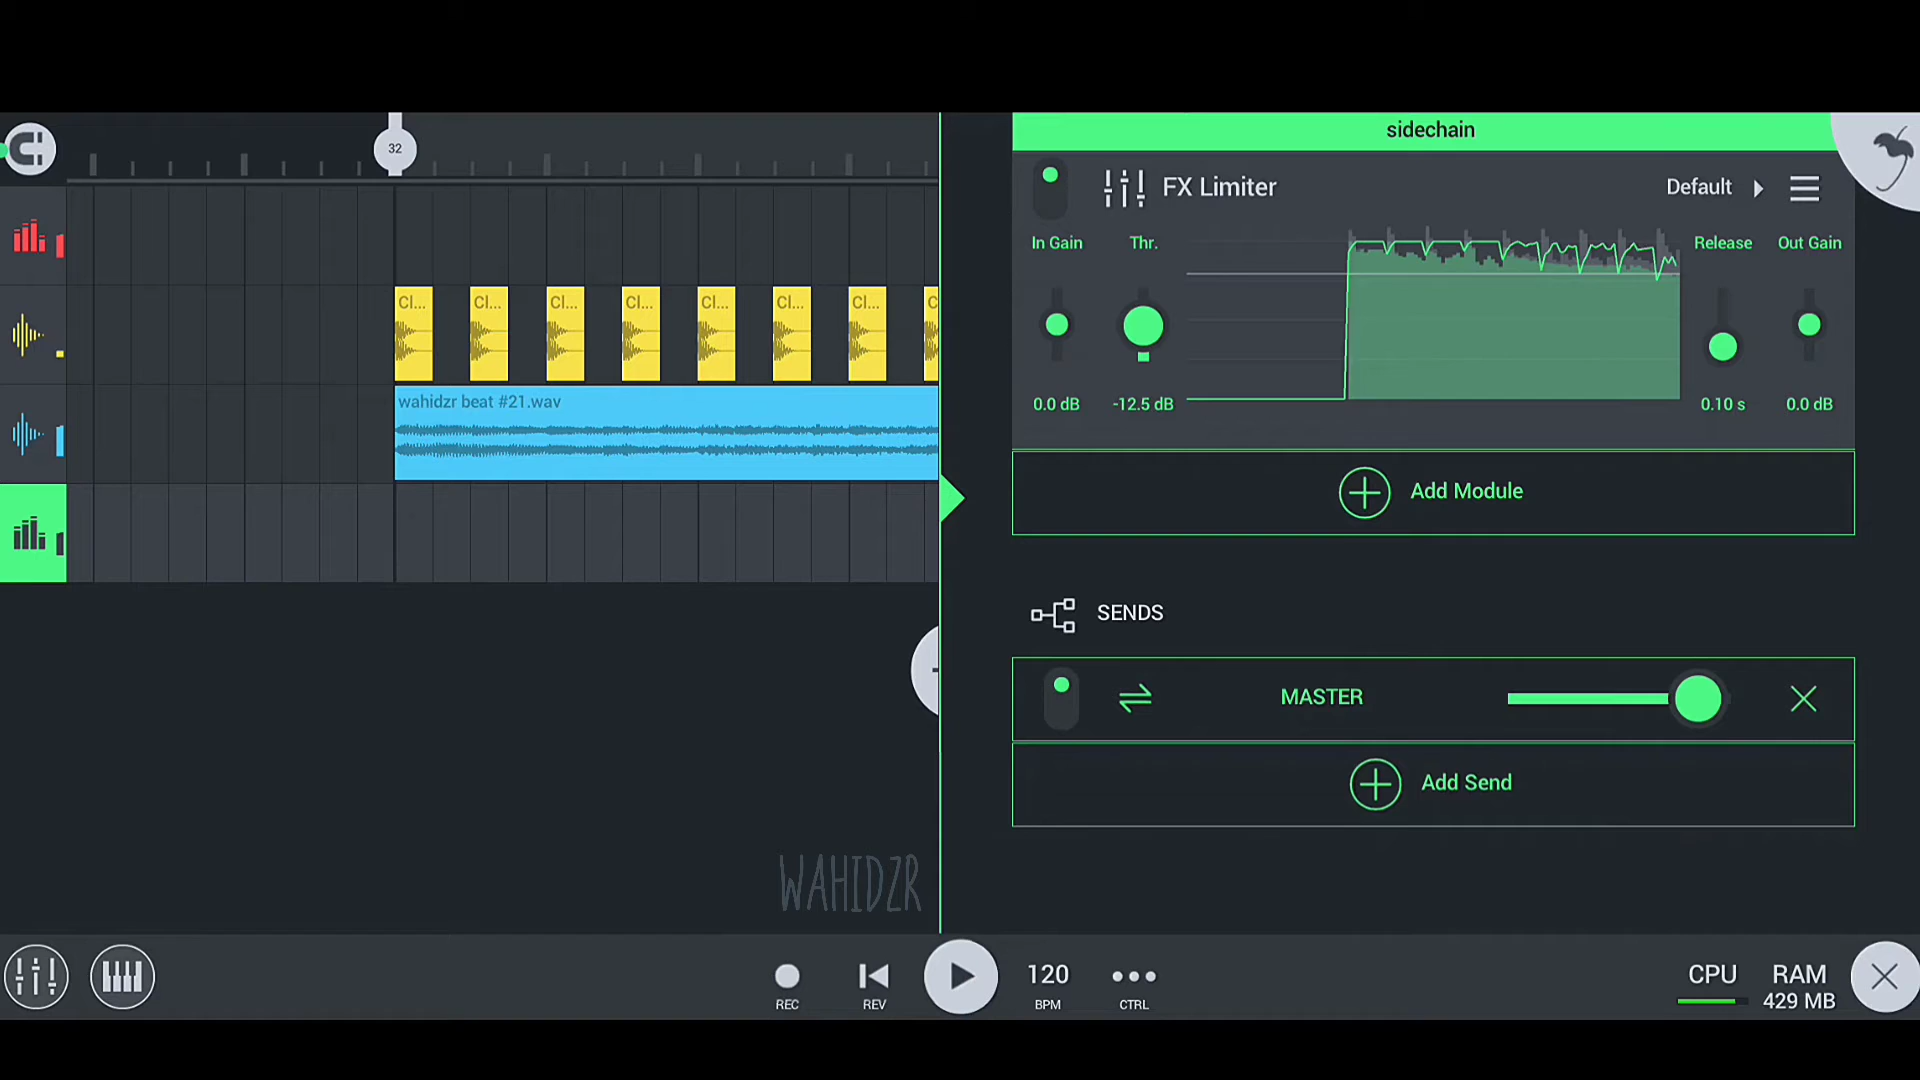 sidechain
32
FX Limiter
Default
In Gain
Thr.
Release
Out Gain
Cl...
Cl...
Cl...
Cl...
Cl...
Cl...
Cl...
C
0.0 dB
-12.5 dB
0.10 s
0.0 dB
wahidzr beat #21.wav
Add Module
SENDS
MASTER
Add Send
WAHIDZR
REC
REV
120
BPM
CTRL
CPU
RAM
429 MB